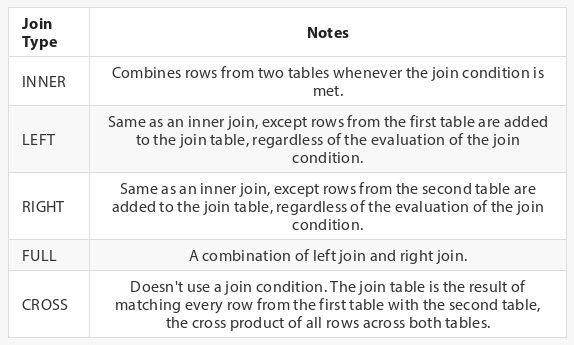 Join
Type
Notes
INNER
Combines rows from two tables whenever the join condition is
met.
LEFT
Same as an inner join, except rows from the first table are added
to the join table, regardless of the evaluation of the join
condition.
RIGHT
Same as an inner join, except rows from the second table are
added to the join table, regardless of the evaluation of the join
condition.
FULL
A combination of left join and right join.
CROSS
Doesn't use a join condition. The join table is the result of
matching every row from the first table with the second table,
the cross product of all rows across both tables.